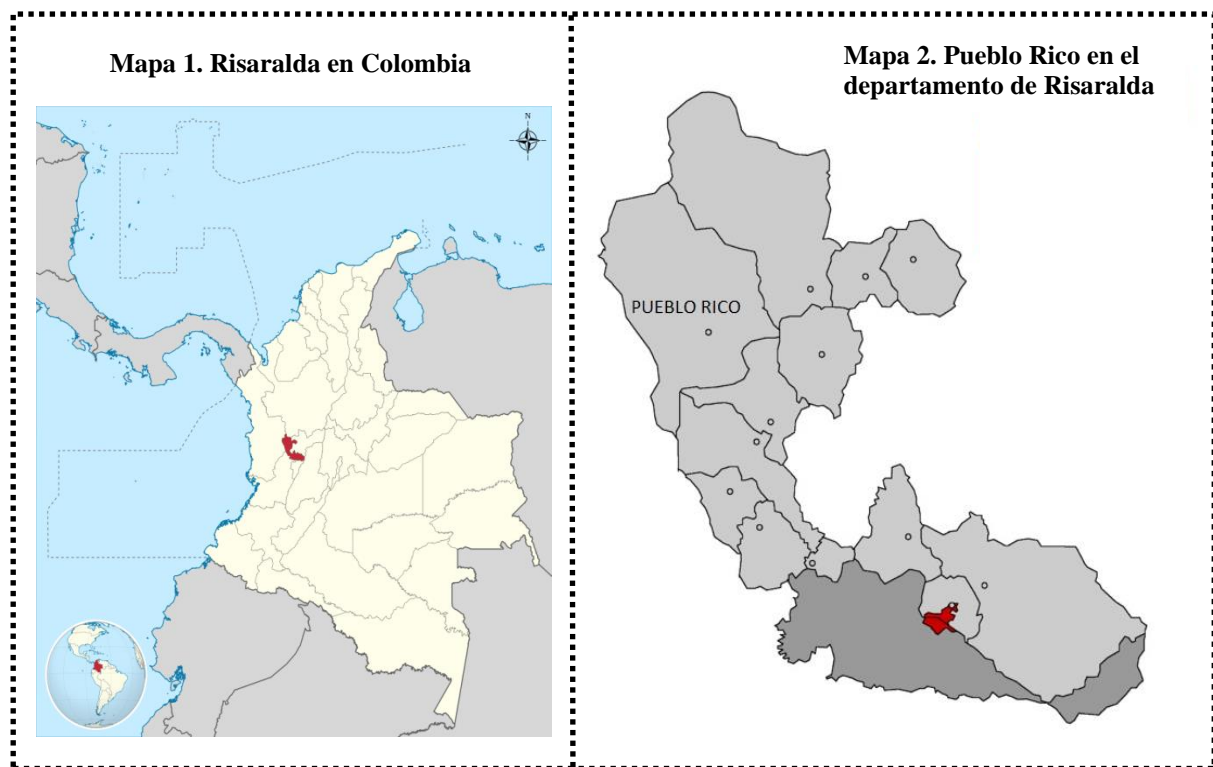 Mapa 1. Risaralda en Colombia
N
Mapa 2. Pueblo Rico en el
departamento de Risaralda
PUEBLO RICO